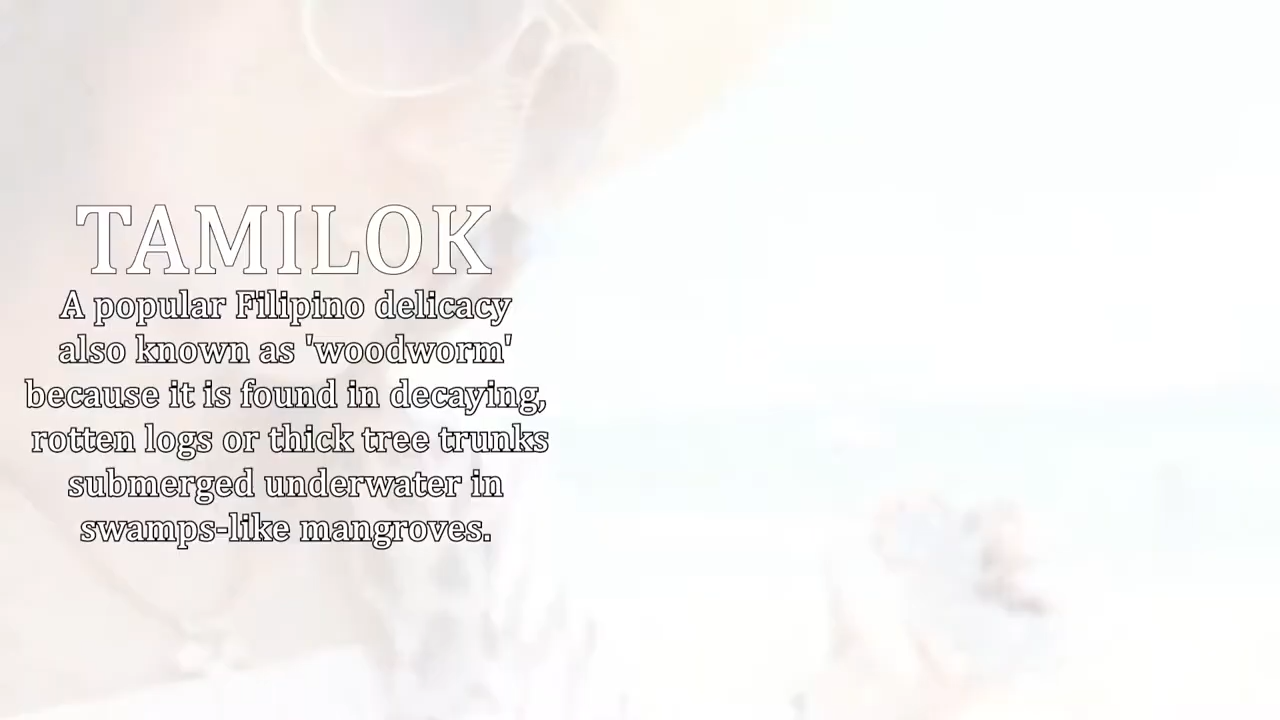 TAMILOK
A popular Filipino delicacy
also known as 'woodworm'
because it is found in decaying,
rotten logs or thick tree trunks
submerged underwater in
swamps-like mangroves.